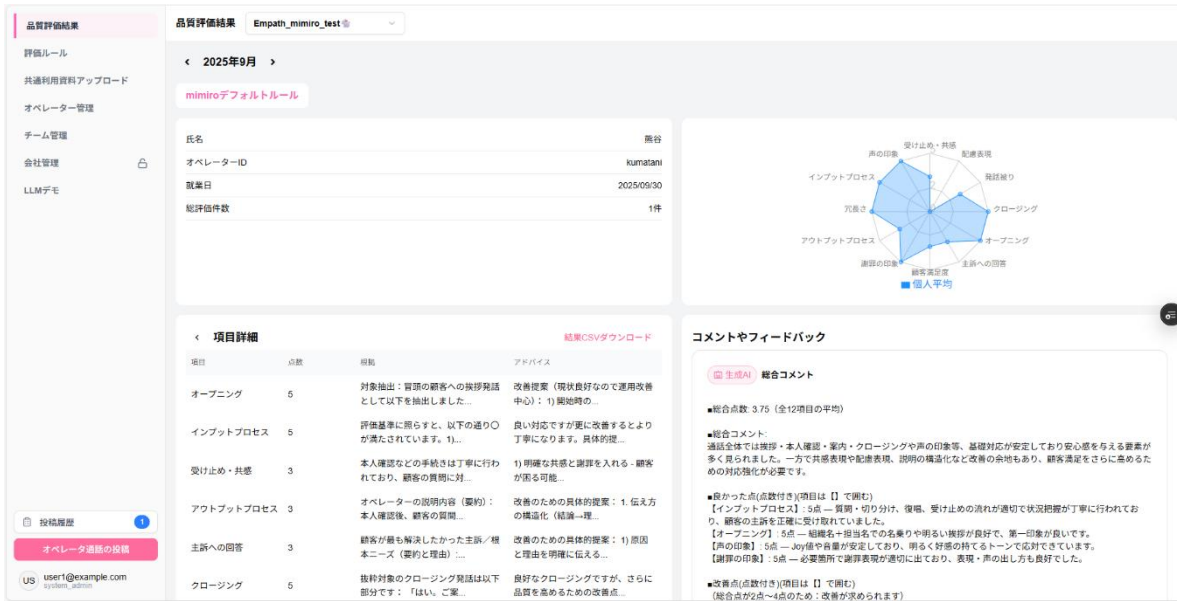 品質評価結果
評価ルール
共通利用資料アップロード
オペレーター管理
チーム管理
会社管理
LLMデモ
投稿履歴 1
オペレータ通話の投稿
US user1@example.com
system_admin
品質評価結果 Empath_mimiro_test
‹ 2025年9月 ›
mimiroデフォルトルール
氏名 熊谷
オペレーターID kumatani
就業日 2025/09/30
総評価件数 1件
受け止め・共感
配慮表現
発話被り
クロージング
オープニング
主訴への回答
顧客満足度
謝罪の印象
アウトプットプロセス
冗長さ
インプットプロセス
声の印象
個人平均
‹ 項目詳細 結果CSVダウンロード
項目 点数 根拠 アドバイス
オープニング 5 対象抽出：冒頭の顧客への挨拶発話として以下を抽出しました... 改善提案（現状良好なので運用改善中心）： 1) 開始時の...
インプットプロセス 5 評価基準に照らすと、以下の通り〇が満たされています。1)... 良い対応ですが更に改善するとより丁寧になります。具体的提...
受け止め・共感 3 本人確認などの手続きは丁寧に行われており、顧客の質問に対... 1) 明確な共感と謝罪を入れる - 顧客が困る可能...
アウトプットプロセス 3 オペレーターの説明内容（要約）：本人確認後、顧客の質問... 改善のための具体的提案： 1. 伝え方の構造化（結論→理...
主訴への回答 3 顧客が最も解決したかった主訴／根本ニーズ（要約と理由）:... 改善のための具体的提案： 1) 原因と理由を明確に伝える...
クロージング 5 抜粋対象のクロージング発話は以下部分です： 「はい。ご案... 良好なクロージングですが、さらに品質を高めるための改善点...
コメントやフィードバック
生成AI 総合コメント
■総合点数: 3.75（全12項目の平均）
■総合コメント:
通話全体では挨拶・本人確認・案内・クロージングや声の印象等、基礎対応が安定しており安心感を与える要素が
多く見られました。一方で共感表現や配慮表現、説明の構造化など改善の余地もあり、顧客満足をさらに高めるた
めの対応強化が必要です。
■良かった点(点数付き)(項目は【】で囲む)
【インプットプロセス】: 5点 — 質問・切り分け、復唱、受け止めの流れが適切で状況把握が丁寧に行われてお
り、顧客の主訴を正確に受け取れていました。
【オープニング】: 5点 — 組織名＋担当名での名乗りや明るい挨拶が良好で、第一印象が良いです。
【声の印象】: 5点 — Joy値や音量が安定しており、明るく好感の持てるトーンで応対できています。
【謝罪の印象】: 5点 — 必要箇所で謝罪表現が適切に出ており、表現・声の出し方も良好でした。
■改善点(点数付き)(項目は【】で囲む)
（総合点が2点〜4点のため：改善が求められます）